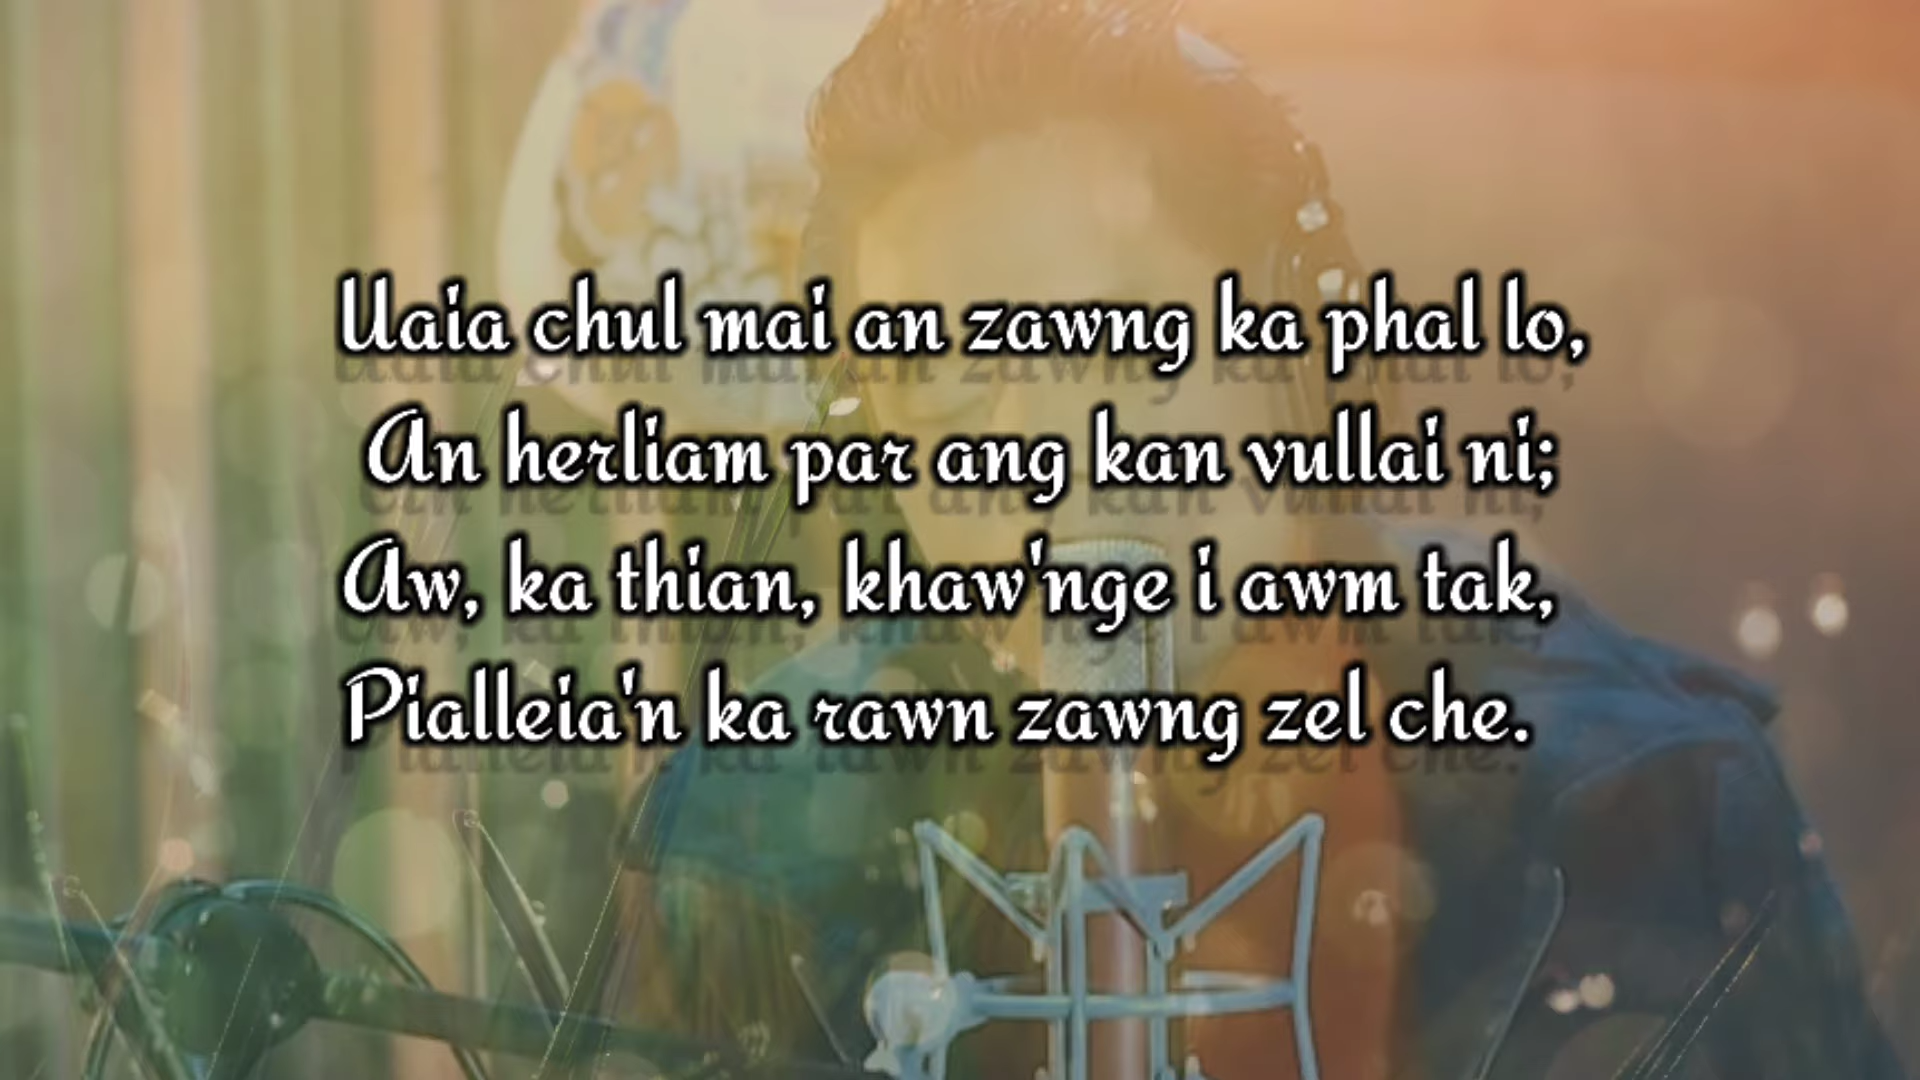 Uaia chul mai an zawng ka phal lo,
An herliam par ang kan vullai ni;
Aw, ka thian, khaw'nge i awm tak,
Pialleia'n ka rawn zawng zel che.